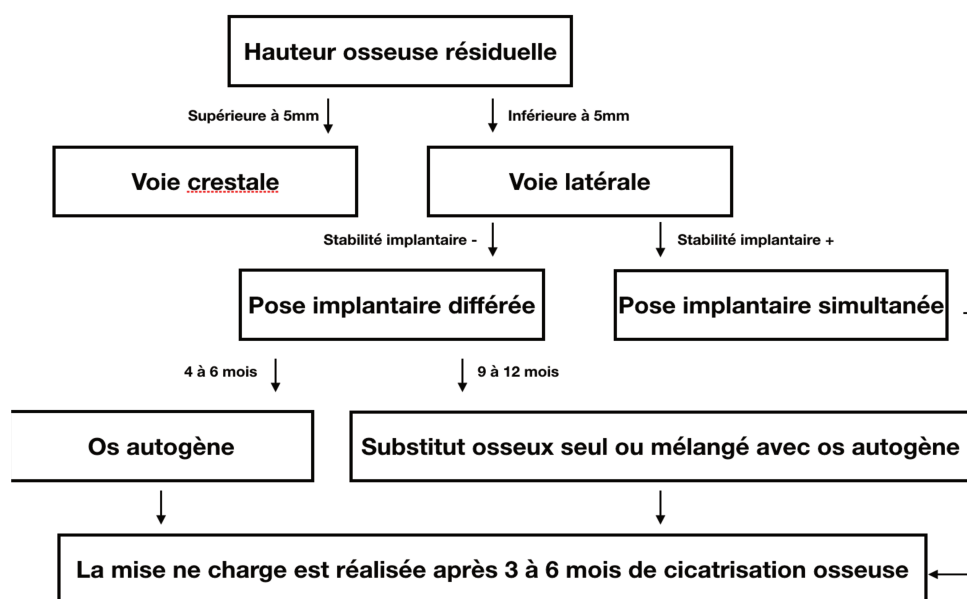 Hauteur osseuse résiduelle
Supérieure à 5mm
Inférieure à 5mm
Voie crestale
Voie latérale
Stabilité implantaire -
Stabilité implantaire +
Pose implantaire différée
Pose implantaire simultanée
4 à 6 mois
9 à 12 mois
Os autogène
Substitut osseux seul ou mélangé avec os autogène
La mise ne charge est réalisée après 3 à 6 mois de cicatrisation osseuse